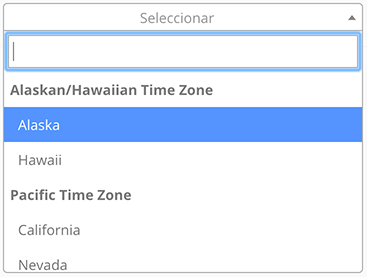 Seleccionar
Alaskan/Hawaiian Time Zone
Alaska
Hawaii
Pacific Time Zone
California
Nevada